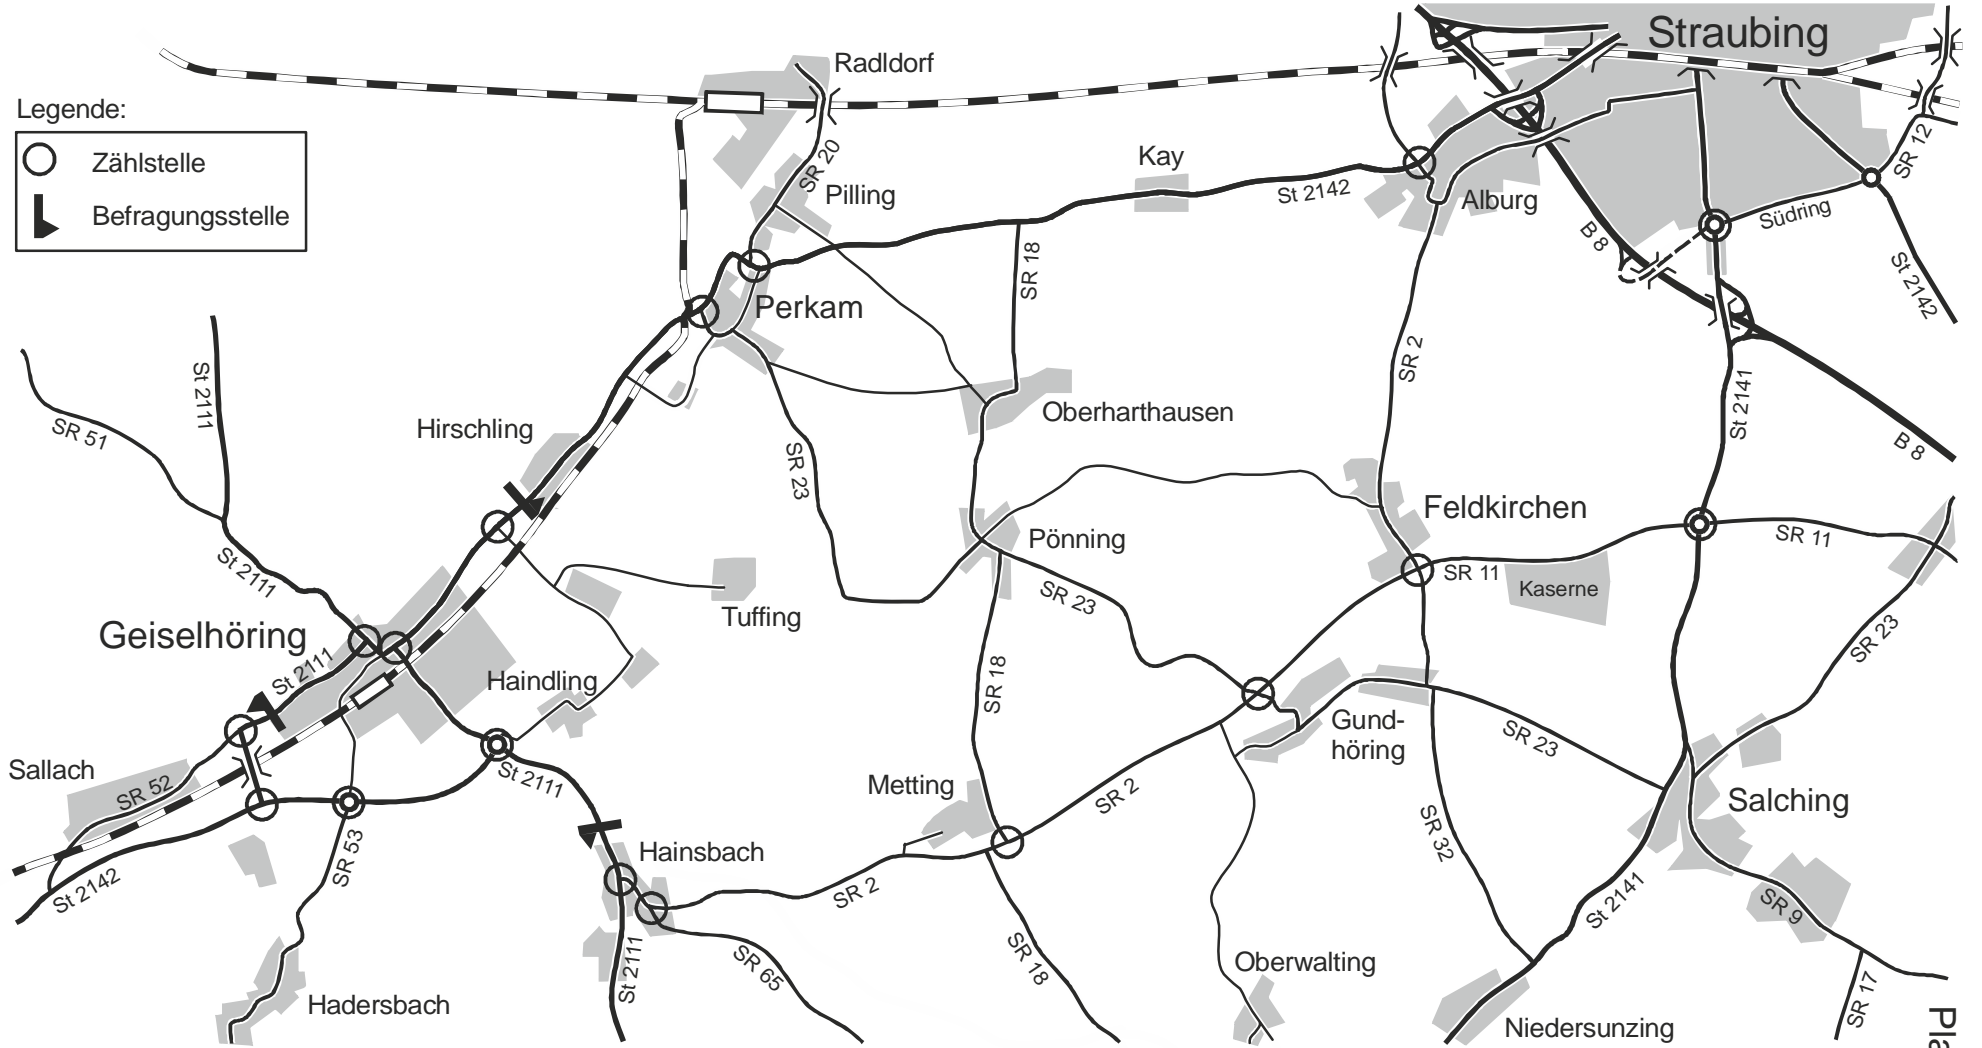 Straubing
Radldorf
Legende:
Zählstelle
Befragungsstelle
SR 20
Pilling
Kay
St 2142
Alburg
SR 12
Südring
B 8
St 2142
SR 18
Perkam
SR 2
St 2141
B 8
St 2111
SR 51
Hirschling
Oberharthausen
SR 23
Feldkirchen
Pönning
SR 11
SR 11
Kaserne
St 2111
Tuffing
SR 23
Geiselhöring
St 2111
Haindling
SR 18
SR 23
Gund-
höring
SR 23
Sallach
SR 52
St 2111
Metting
SR 2
Salching
SR 32
SR 53
Hainsbach
St 2142
SR 2
St 2141
SR 9
St 2111
SR 65
SR 18
Oberwalting
Hadersbach
SR 17
Niedersunzing